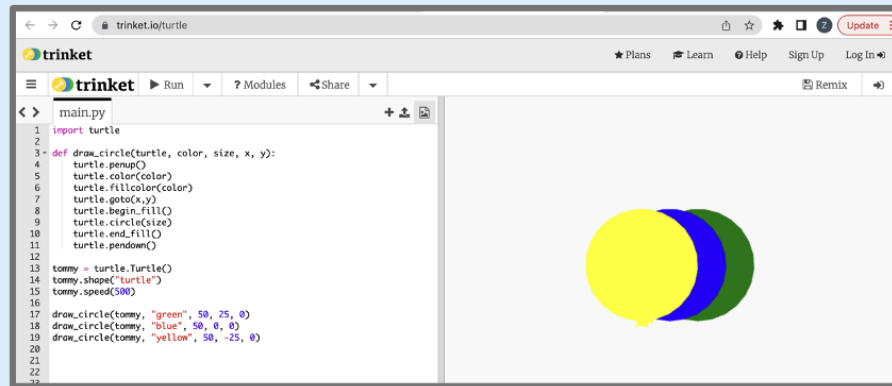 trinket.io/turtle
Z
Update
trinket
Plans
Learn
Help
Sign Up
Log In
trinket
Run
? Modules
Share
Remix
main.py
1 import turtle
2
3 def draw_circle(turtle, color, size, x, y):
4     turtle.penup()
5     turtle.color(color)
6     turtle.fillcolor(color)
7     turtle.goto(x,y)
8     turtle.begin_fill()
9     turtle.circle(size)
10     turtle.end_fill()
11     turtle.pendown()
12
13 tommy = turtle.Turtle()
14 tommy.shape("turtle")
15 tommy.speed(500)
16
17 draw_circle(tommy, "green", 50, 25, 0)
18 draw_circle(tommy, "blue", 50, 0, 0)
19 draw_circle(tommy, "yellow", 50, -25, 0)
20
21
22
23